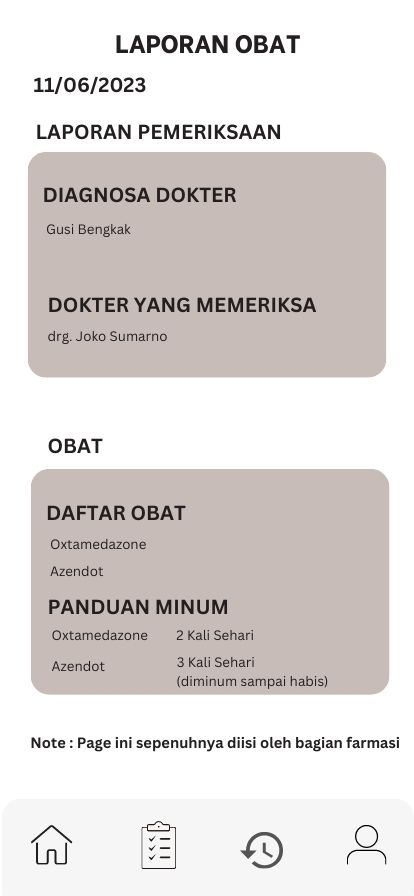 LAPORAN OBAT
11/06/2023
LAPORAN PEMERIKSAAN
DIAGNOSA DOKTER
Gusi Bengkak
DOKTER YANG MEMERIKSA
drg. Joko Sumarno
OBAT
DAFTAR OBAT
Oxtamedazone
Azendot
PANDUAN MINUM
Oxtamedazone 2 Kali Sehari
Azendot 3 Kali Sehari
(diminum sampai habis)
Note : Page ini sepenuhnya diisi oleh bagian farmasi